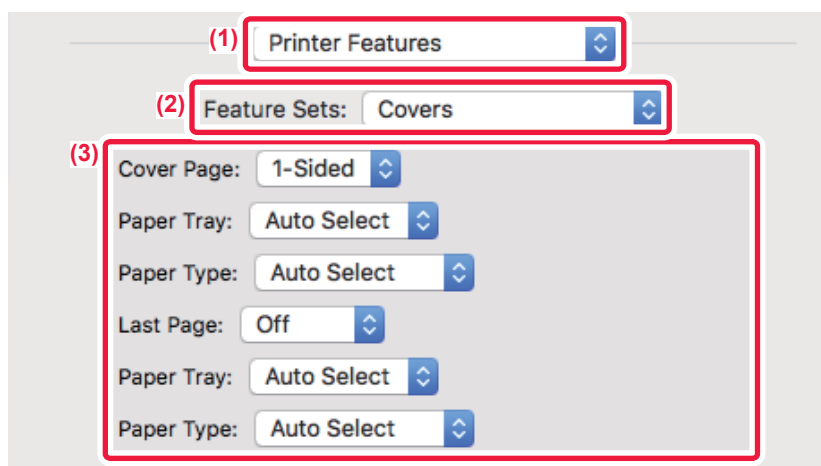 (1) Printer Features
(2) Feature Sets: Covers
(3)
Cover Page: 1-Sided
Paper Tray: Auto Select
Paper Type: Auto Select
Last Page: Off
Paper Tray: Auto Select
Paper Type: Auto Select